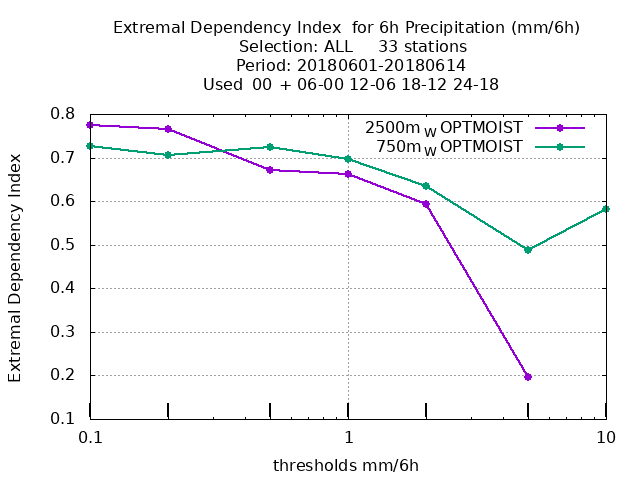 Extremal Dependency Index  for 6h Precipitation (mm/6h)
Selection: ALL     33 stations
Period: 20180601-20180614
Used  00  + 06-00 12-06 18-12 24-18
2500m W OPTMOIST
750m W OPTMOIST
Extremal Dependency Index
0.8
0.7
0.6
0.5
0.4
0.3
0.2
0.1
0.1 1 10
thresholds mm/6h